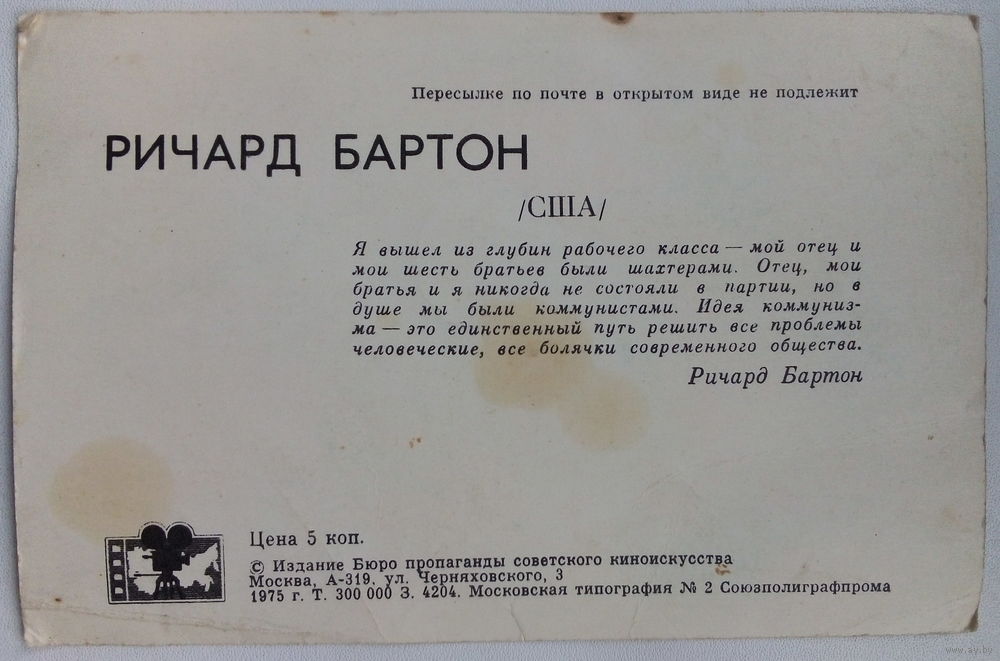 Пересылке по почте в открытом виде не подлежит
РИЧАРД БАРТОН
/США/
Я вышел из глубин рабочего класса — мой отец и
мои шесть братьев были шахтерами. Отец, мои
братья и я никогда не состояли в партии, но в
душе мы были коммунистами. Идея коммуниз-
ма — это единственный путь решить все проблемы
человеческие, все болячки современного общества.
Ричард Бартон
Цена 5 коп.
© Издание Бюро пропаганды советского киноискусства
Москва, А-319, ул. Черняховского, 3
1975 г. Т. 300 000 З. 4204. Московская типография № 2 Союзполиграфпрома
www.ay.by